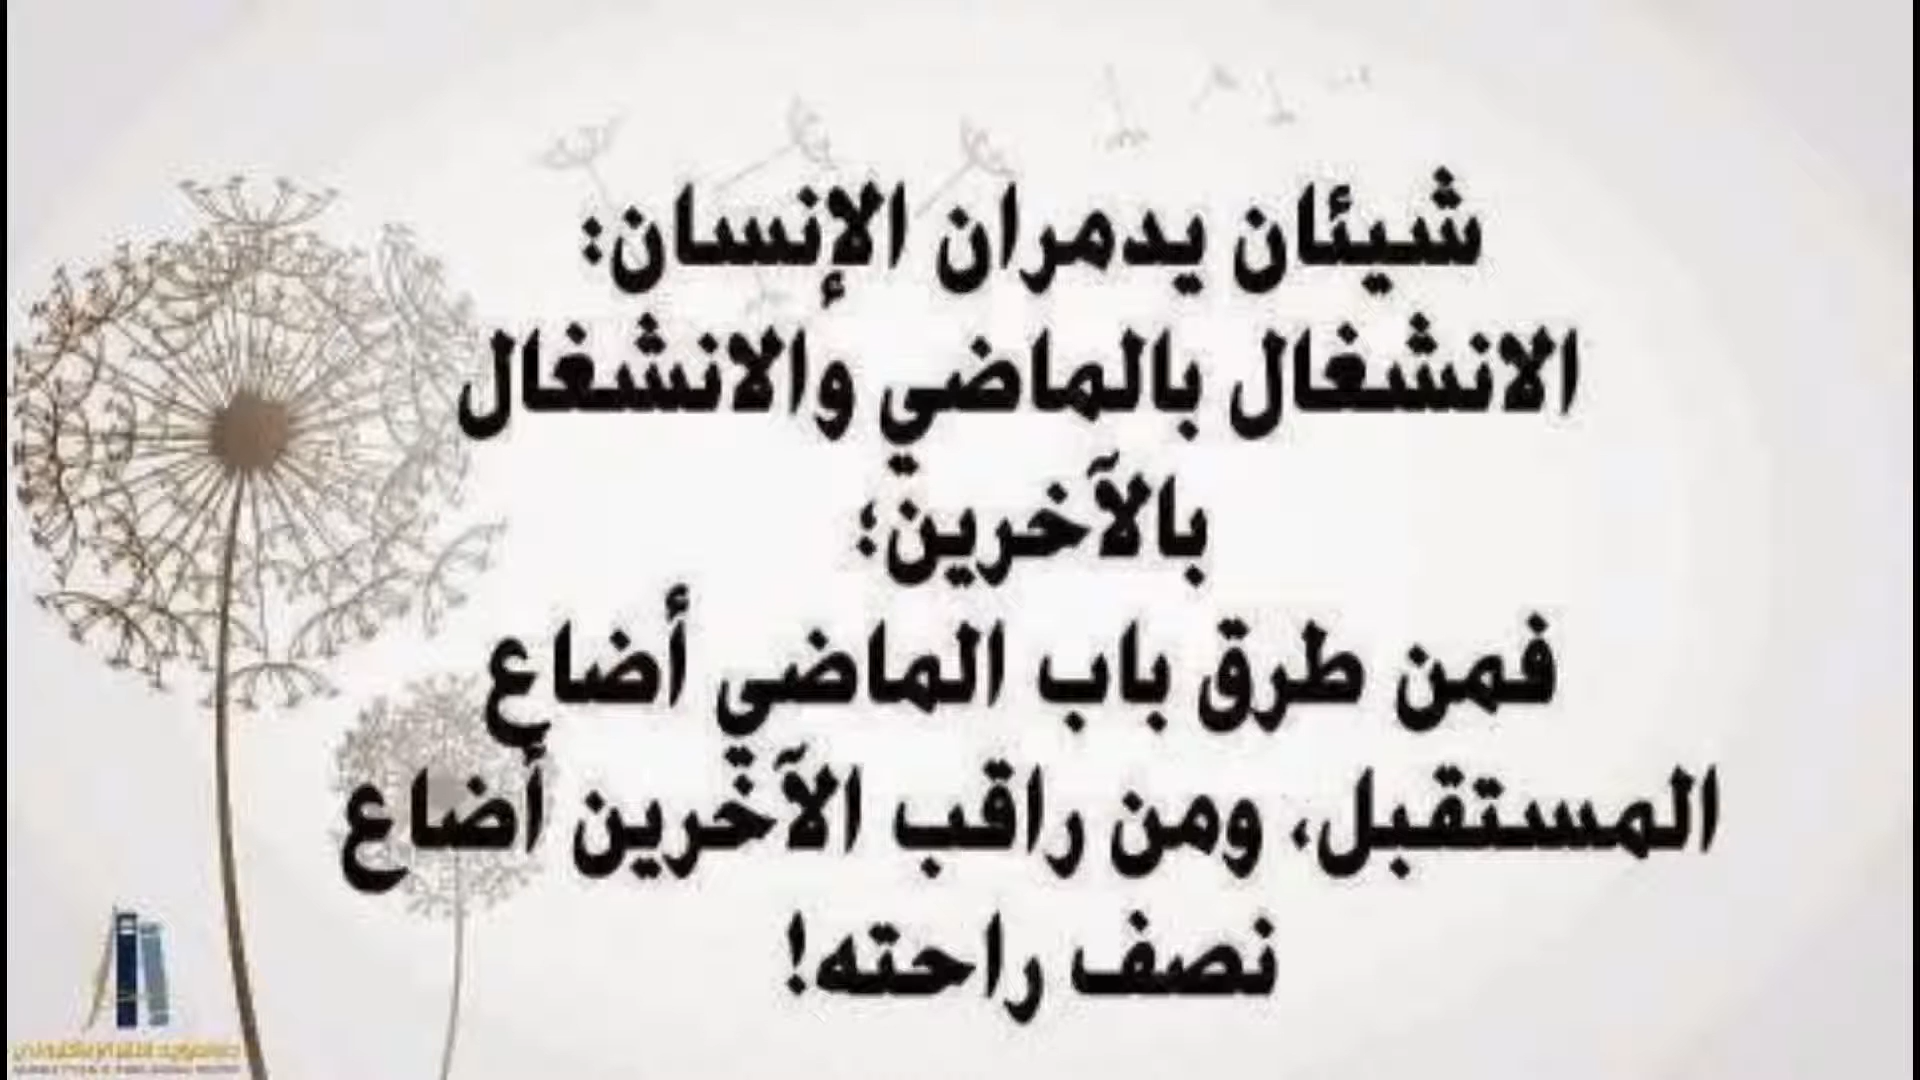 شيئان يدمران الإنسان:
الانشغال بالماضي والانشغال
بالآخرين؛
فمن طرق باب الماضي أضاع
المستقبل، ومن راقب الآخرين أضاع
نصف راحته!